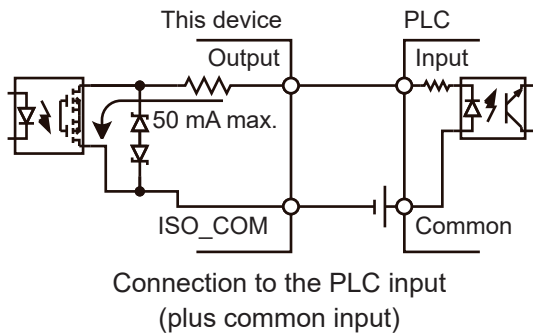 This device
PLC
Output
Input
50 mA max.
ISO_COM
Common
Connection to the PLC input
(plus common input)